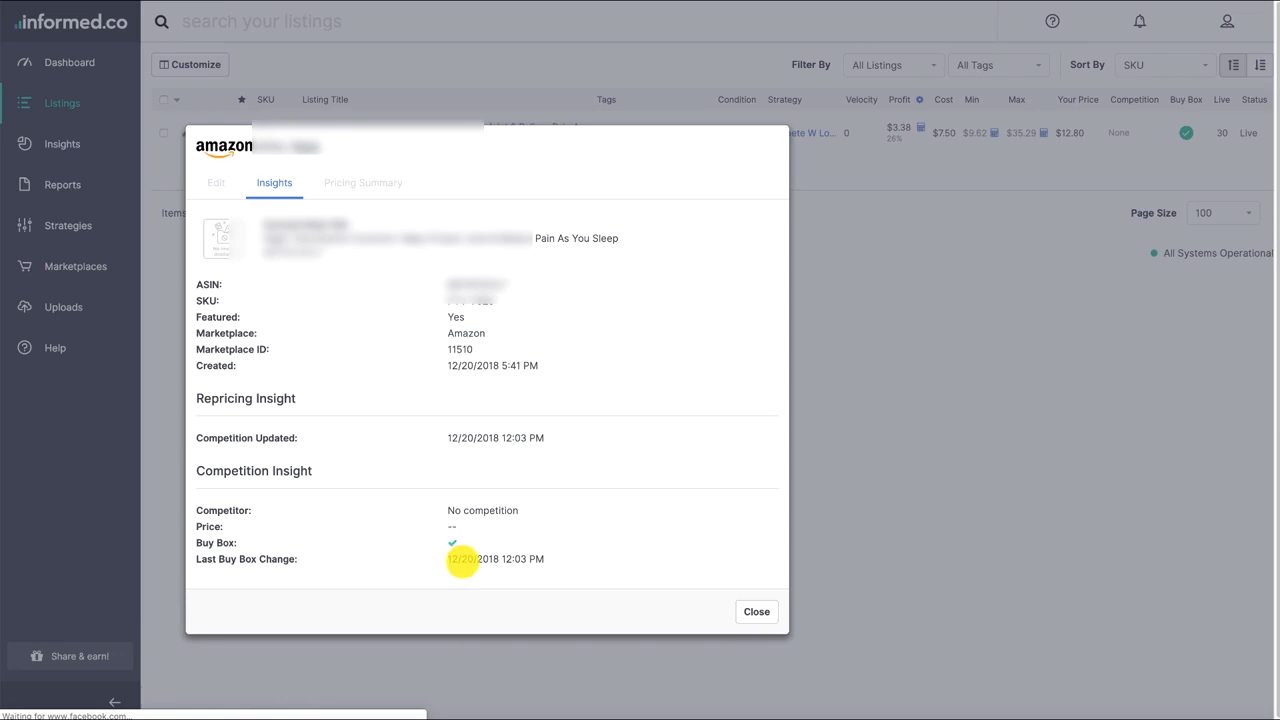 informed.co
search your listings
Dashboard
Listings
Insights
Reports
Strategies
Marketplaces
Uploads
Help
Share & earn!
Customize
Filter By
All Listings
All Tags
Sort By
SKU
SKU Listing Title Tags Condition Strategy Velocity Profit Cost Min Max Your Price Competition Buy Box Live Status
ete W Lo... 0 $3.38 $7.50 $9.62 $35.29 $12.80 None 30 Live
26%
Items
Page Size
100
All Systems Operational
amazon
Edit
Insights
Pricing Summary
Pain As You Sleep
ASIN:
SKU:
Featured: Yes
Marketplace: Amazon
Marketplace ID: 11510
Created: 12/20/2018 5:41 PM
Repricing Insight
Competition Updated: 12/20/2018 12:03 PM
Competition Insight
Competitor: No competition
Price: --
Buy Box:
Last Buy Box Change: 12/20/2018 12:03 PM
Close
Waiting for www.facebook.com...